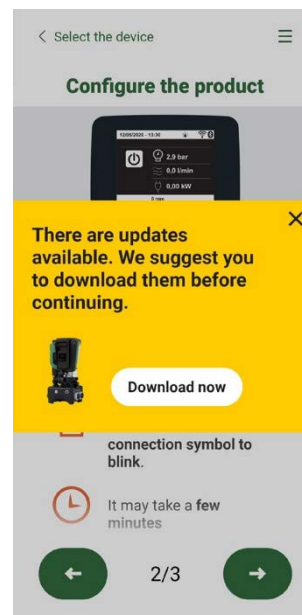 Select the device
Configure the product
12/05/2020 - 13:30
2,9 bar
0,0 l/min
0,00 kW
There are updates
available. We suggest you
to download them before
continuing.
Download now
connection symbol to
blink.
It may take a few
minutes
2/3